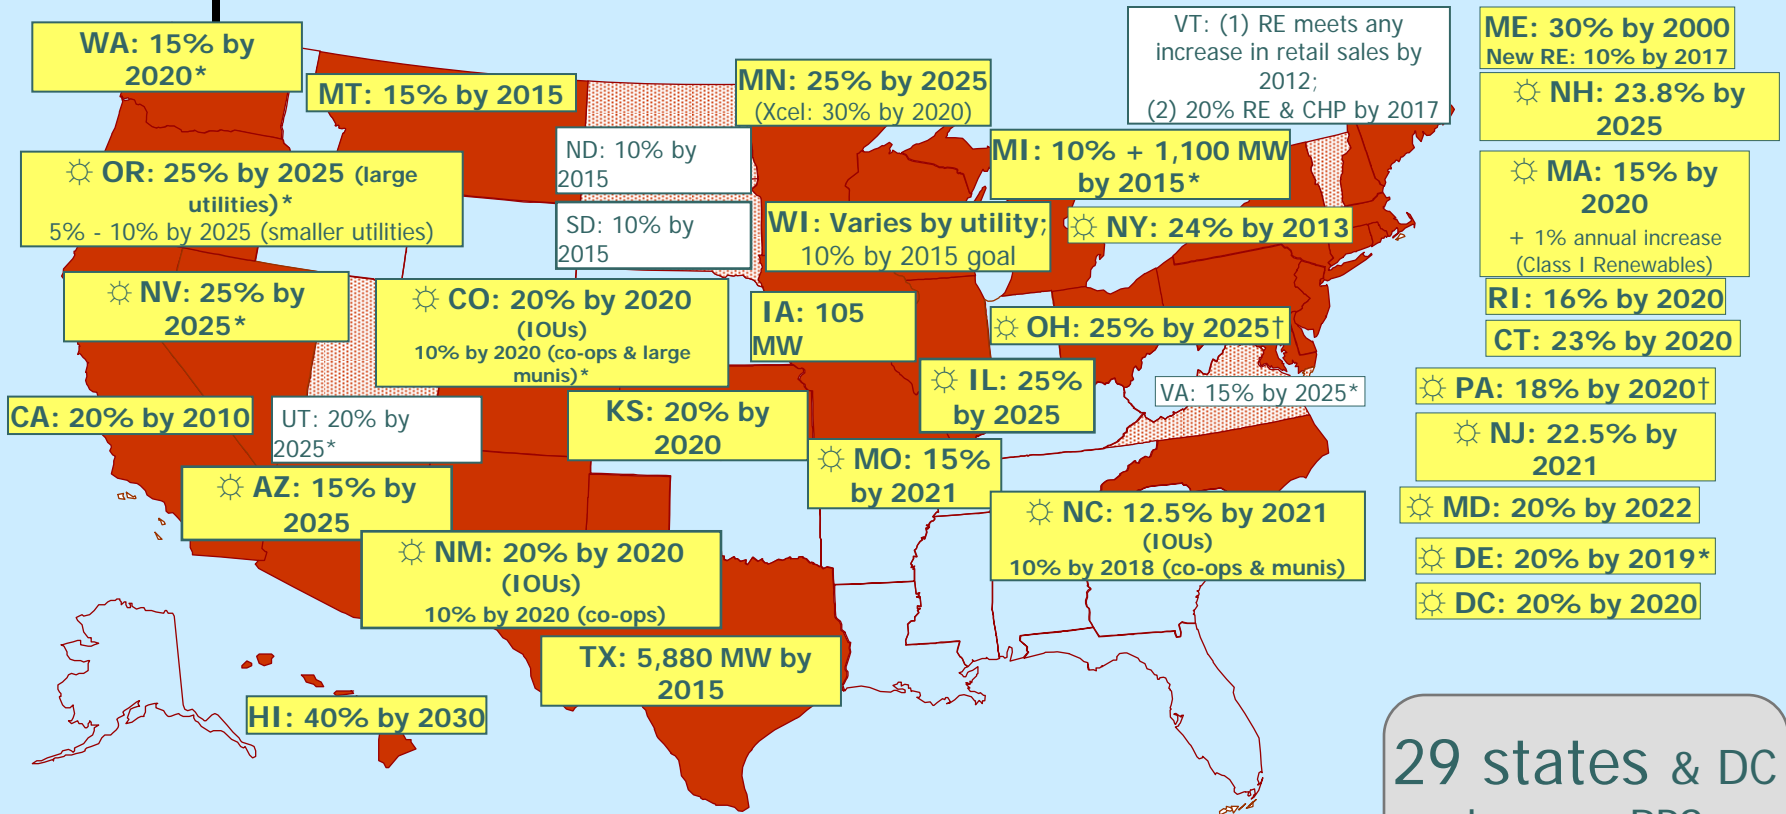 WA: 15% by
2020*
MT: 15% by 2015
MN: 25% by 2025
(Xcel: 30% by 2020)
VT: (1) RE meets any
increase in retail sales by
2012;
(2) 20% RE & CHP by 2017
ME: 30% by 2000
New RE: 10% by 2017
☼ NH: 23.8% by
2025
ND: 10% by
2015
MI: 10% + 1,100 MW
by 2015*
☼ OR: 25% by 2025 (large
utilities)*
5% - 10% by 2025 (smaller utilities)
☼ MA: 15% by
2020
+ 1% annual increase
(Class I Renewables)
SD: 10% by
2015
WI: Varies by utility;
10% by 2015 goal
☼ NY: 24% by 2013
☼ NV: 25% by
2025*
☼ CO: 20% by 2020
(IOUs)
10% by 2020 (co-ops & large
munis)*
IA: 105
MW
☼ OH: 25% by 2025†
RI: 16% by 2020
CT: 23% by 2020
☼ IL: 25%
by 2025
VA: 15% by 2025*
☼ PA: 18% by 2020†
CA: 20% by 2010
UT: 20% by
2025*
KS: 20% by
2020
☼ NJ: 22.5% by
2021
☼ MO: 15%
by 2021
☼ AZ: 15% by
2025
☼ NC: 12.5% by 2021
(IOUs)
10% by 2018 (co-ops & munis)
☼ MD: 20% by 2022
☼ NM: 20% by 2020
(IOUs)
10% by 2020 (co-ops)
☼ DE: 20% by 2019*
☼ DC: 20% by 2020
TX: 5,880 MW by
2015
HI: 40% by 2030
29 states & DC